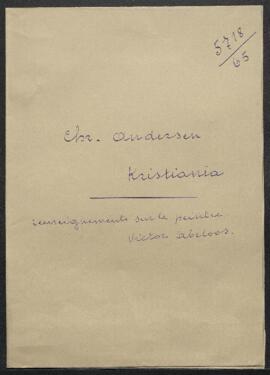 5718/65
Chr. Andersen
Kristiania
renseignements sur le peintre
Victor Abeloos.